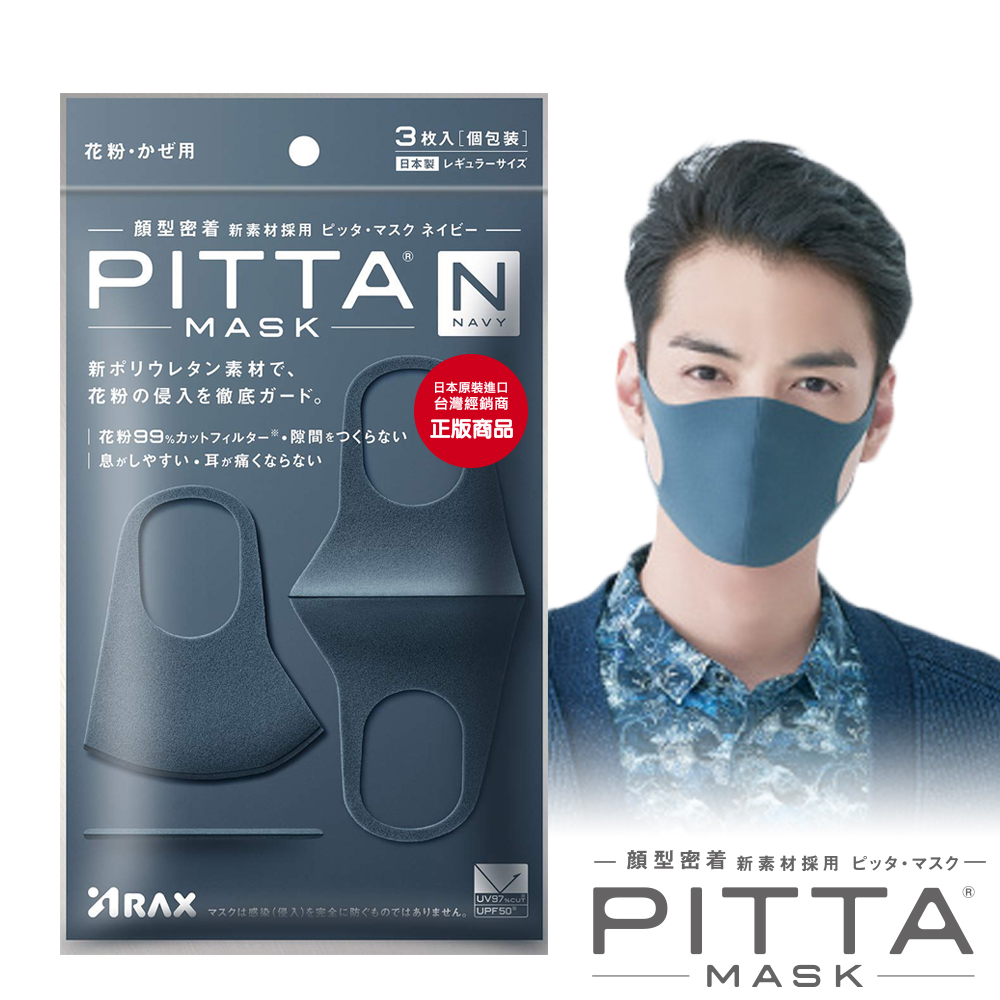 花粉・かぜ用
3枚入[個包装]
日本製 レギュラーサイズ
顔型密着 新素材採用 ピッタ・マスク ネイビー
PITTA® N
MASK NAVY
新ポリウレタン素材で、
花粉の侵入を徹底ガード。
花粉99%カットフィルター※・隙間をつくらない
息がしやすい・耳が痛くならない
日本原裝進口
台灣經銷商
正版商品
UV97%CUT
UPF50※
ARAX マスクは感染(侵入)を完全に防ぐものではありません。
顔型密着 新素材採用 ピッタ・マスク
PITTA®
MASK